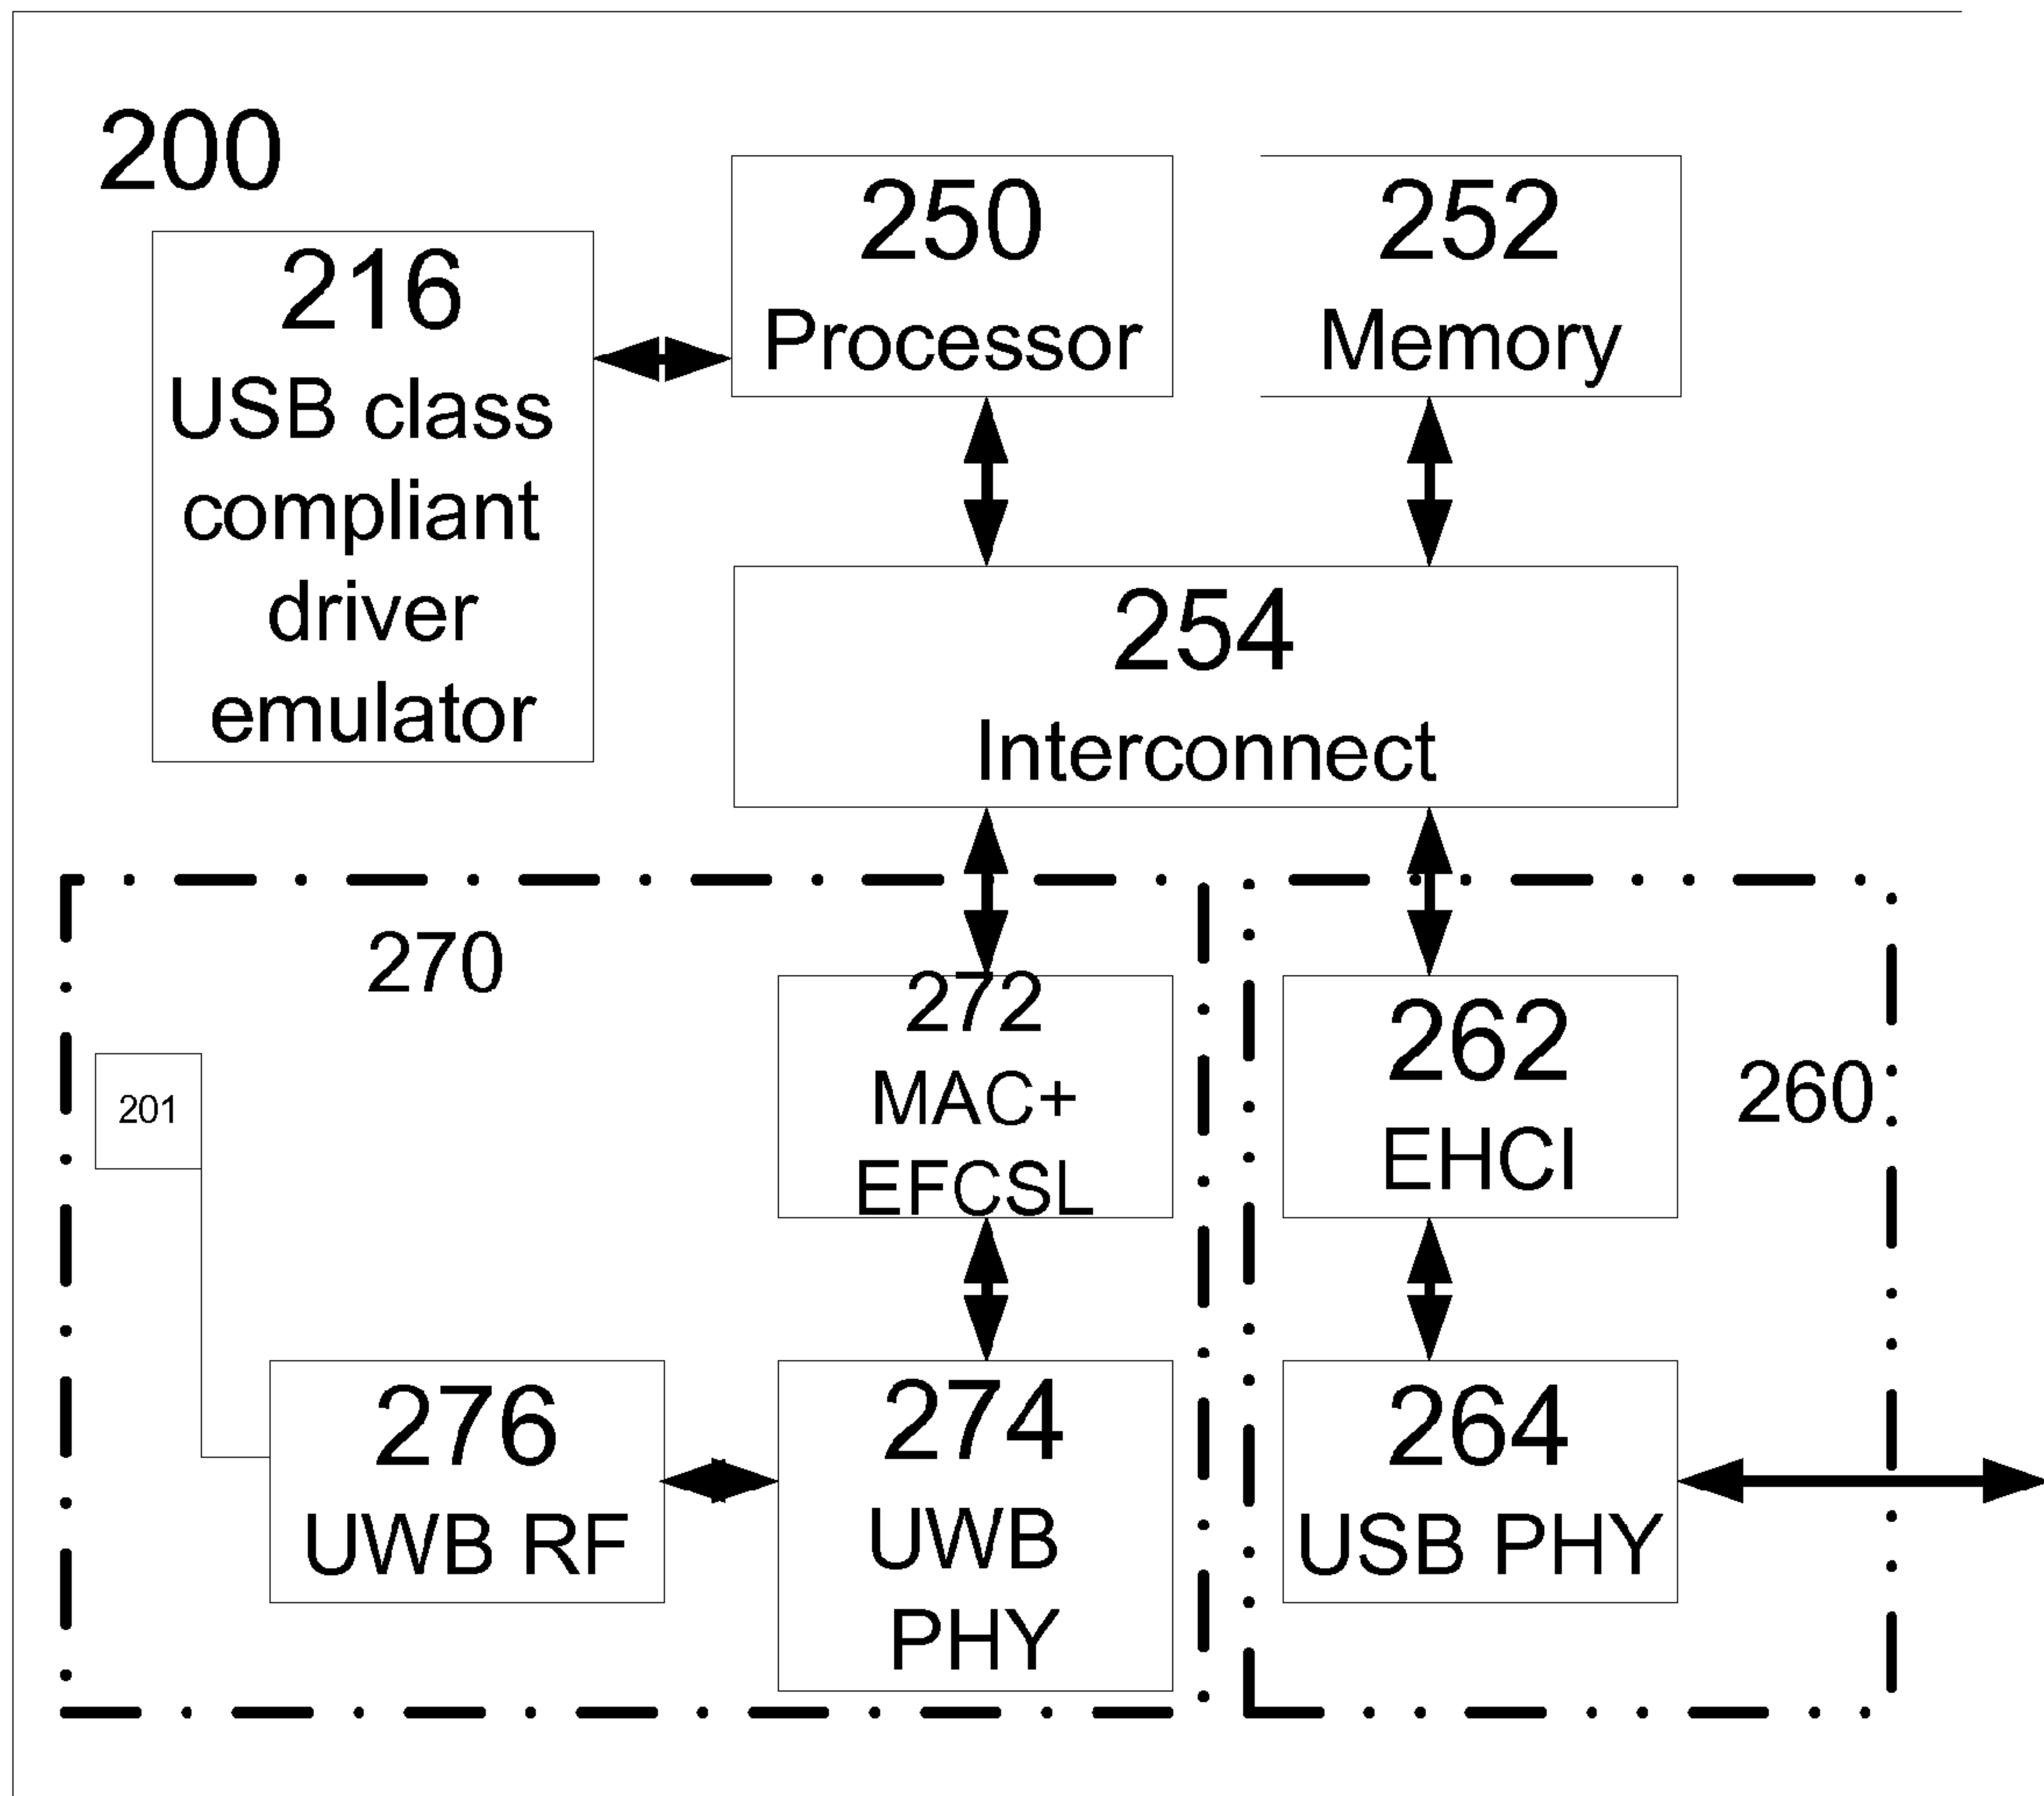 200
216
USB class
compliant
driver
emulator
250
Processor
252
Memory
254
Interconnect
270
272
MAC+
EFCSL
201
276
UWB RF
274
UWB
PHY
262
EHCI
260
264
USB PHY